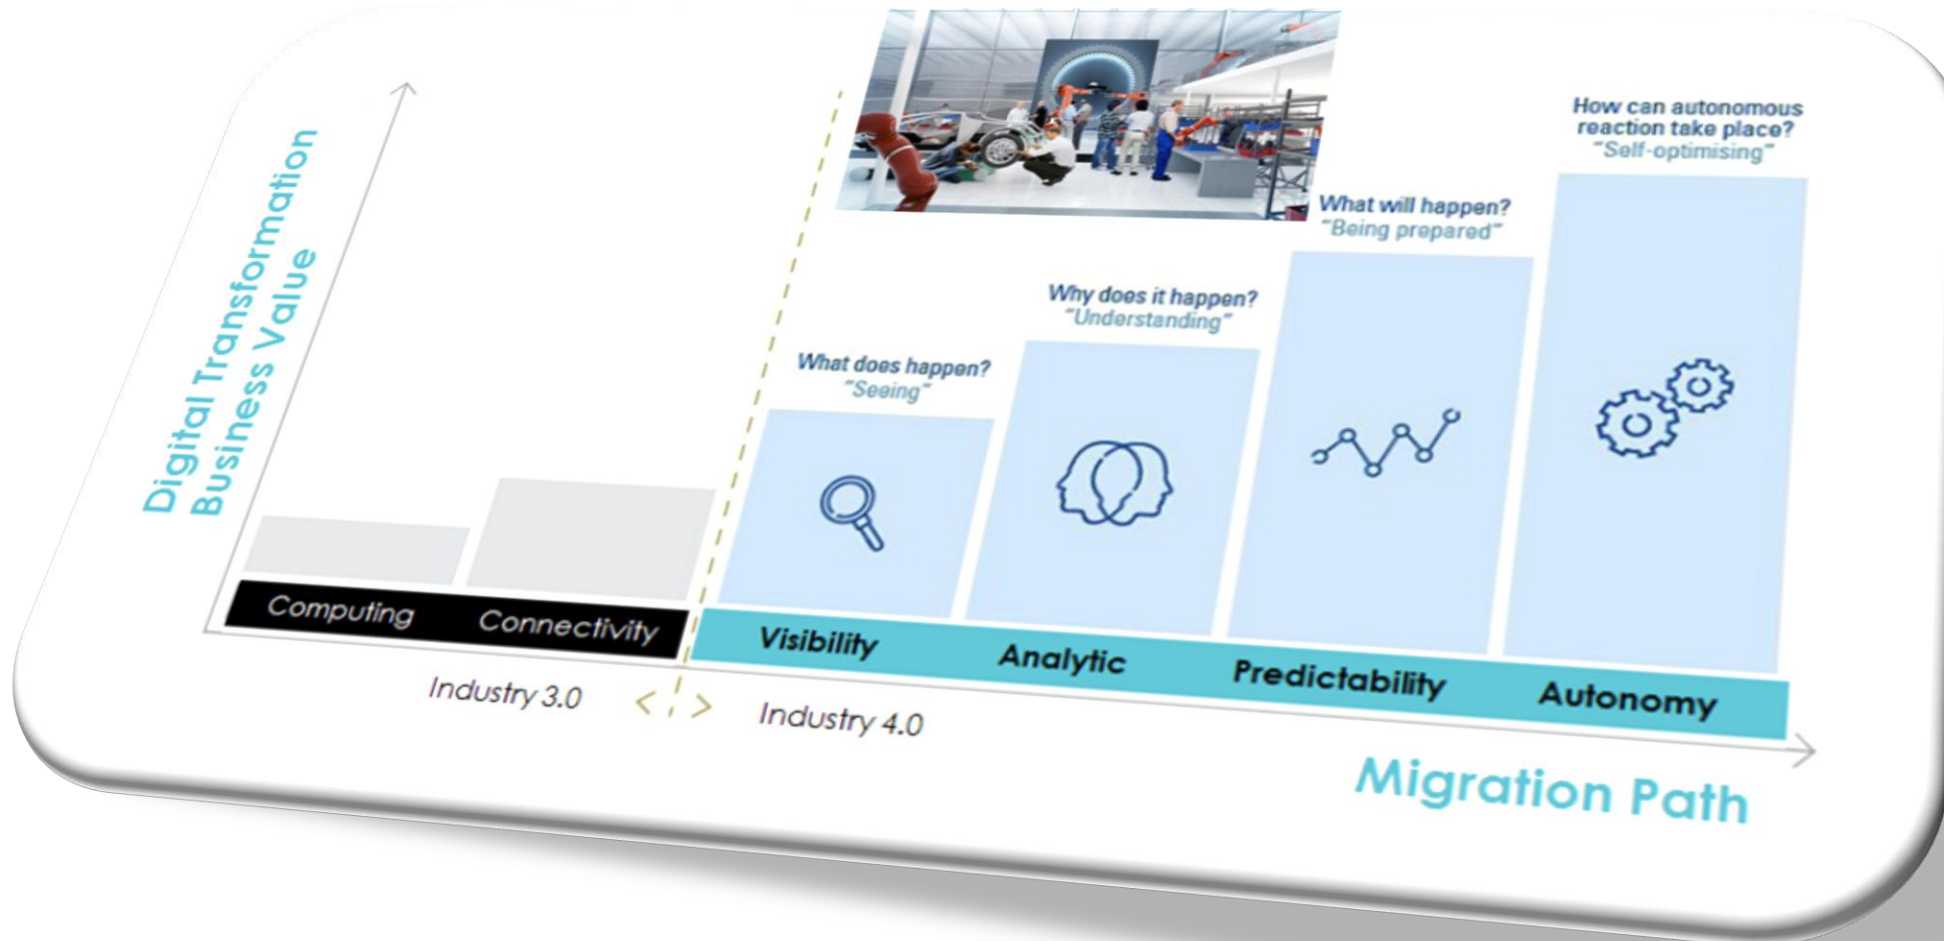 Digital Transformation
Business Value
How can autonomous
reaction take place?
"Self-optimising"
What will happen?
"Being prepared"
Why does it happen?
"Understanding"
What does happen?
"Seeing"
Computing
Connectivity
Visibility
Analytic
Predictability
Autonomy
Industry 3.0
< >
Industry 4.0
Migration Path